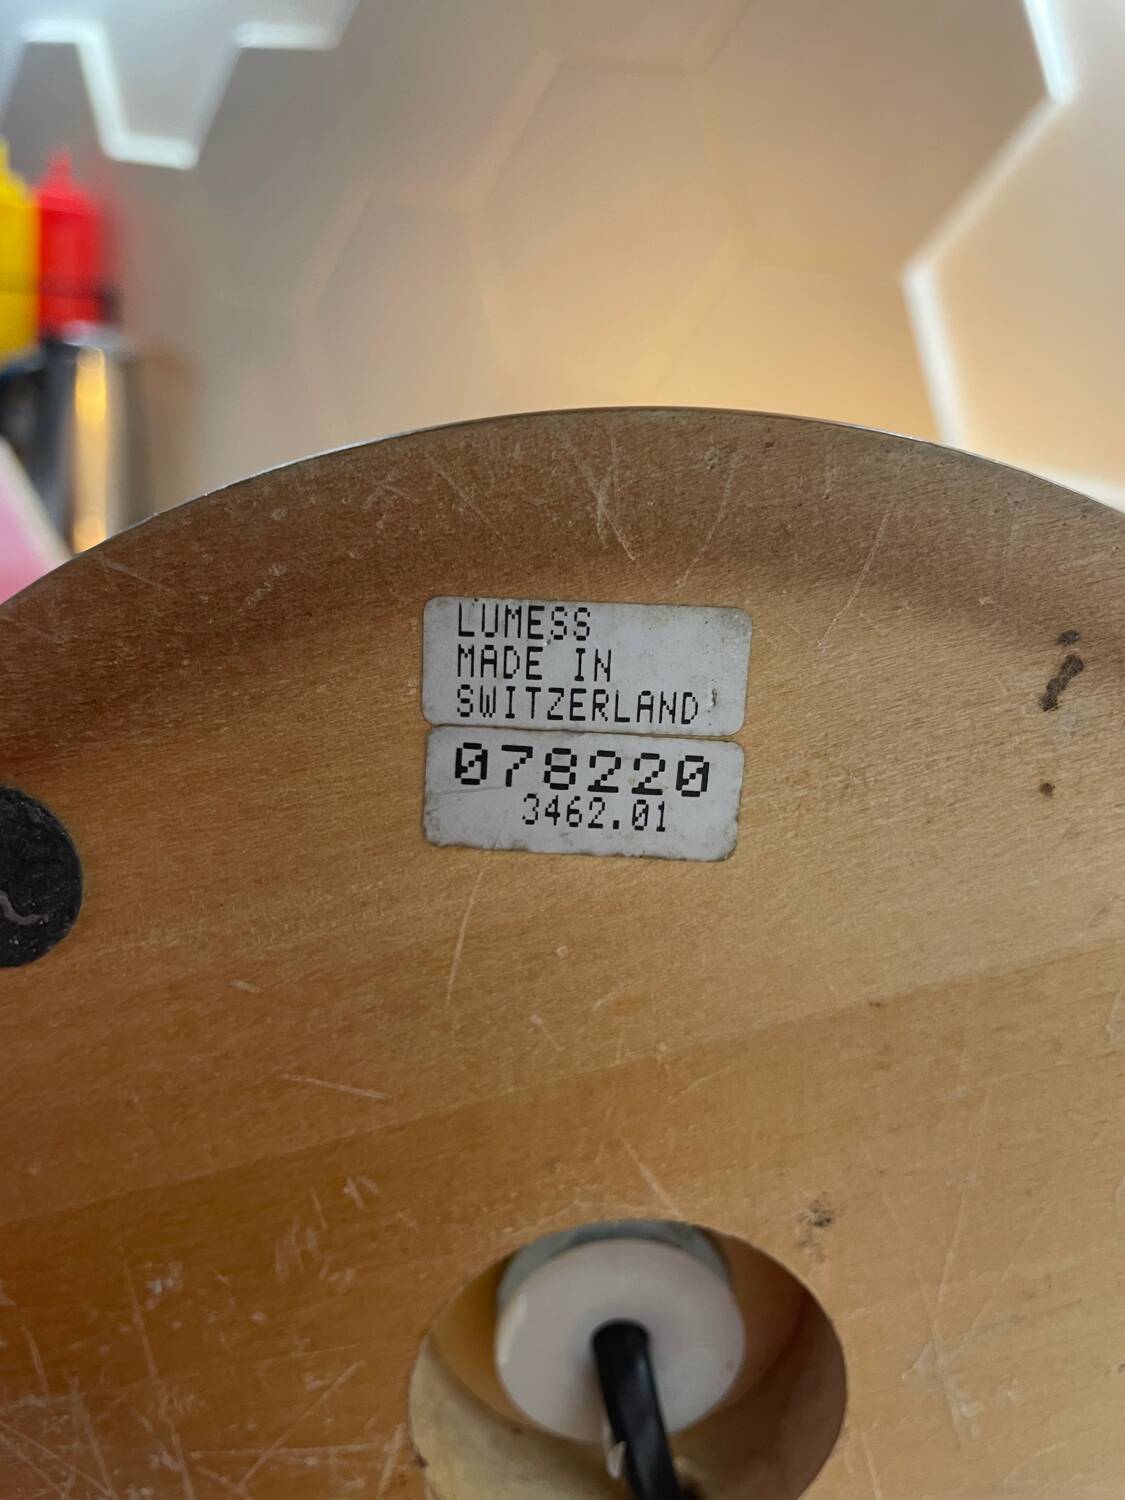 LUMESS
MADE IN
SWITZERLAND
078220
3462.01